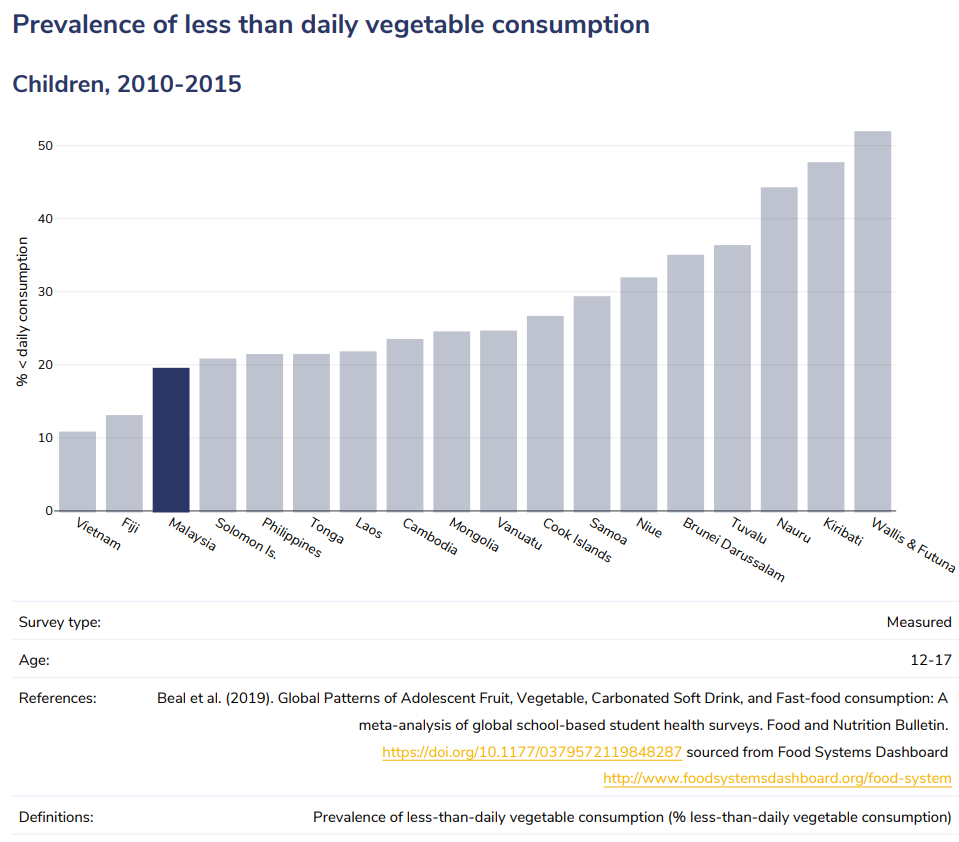 Prevalence of less than daily vegetable consumption
Children, 2010-2015
50
40
30
20
10
0
% < daily consumption
Vietnam
Fiji
Malaysia
Solomon Is.
Philippines
Tonga
Laos
Cambodia
Mongolia
Vanuatu
Cook Islands
Samoa
Niue
Brunei Darussalam
Tuvalu
Nauru
Kiribati
Wallis & Futuna
Survey type: Measured
Age: 12-17
References: Beal et al. (2019). Global Patterns of Adolescent Fruit, Vegetable, Carbonated Soft Drink, and Fast-food consumption: A
meta-analysis of global school-based student health surveys. Food and Nutrition Bulletin.
https://doi.org/10.1177/0379572119848287 sourced from Food Systems Dashboard
http://www.foodsystemsdashboard.org/food-system
Definitions: Prevalence of less-than-daily vegetable consumption (% less-than-daily vegetable consumption)